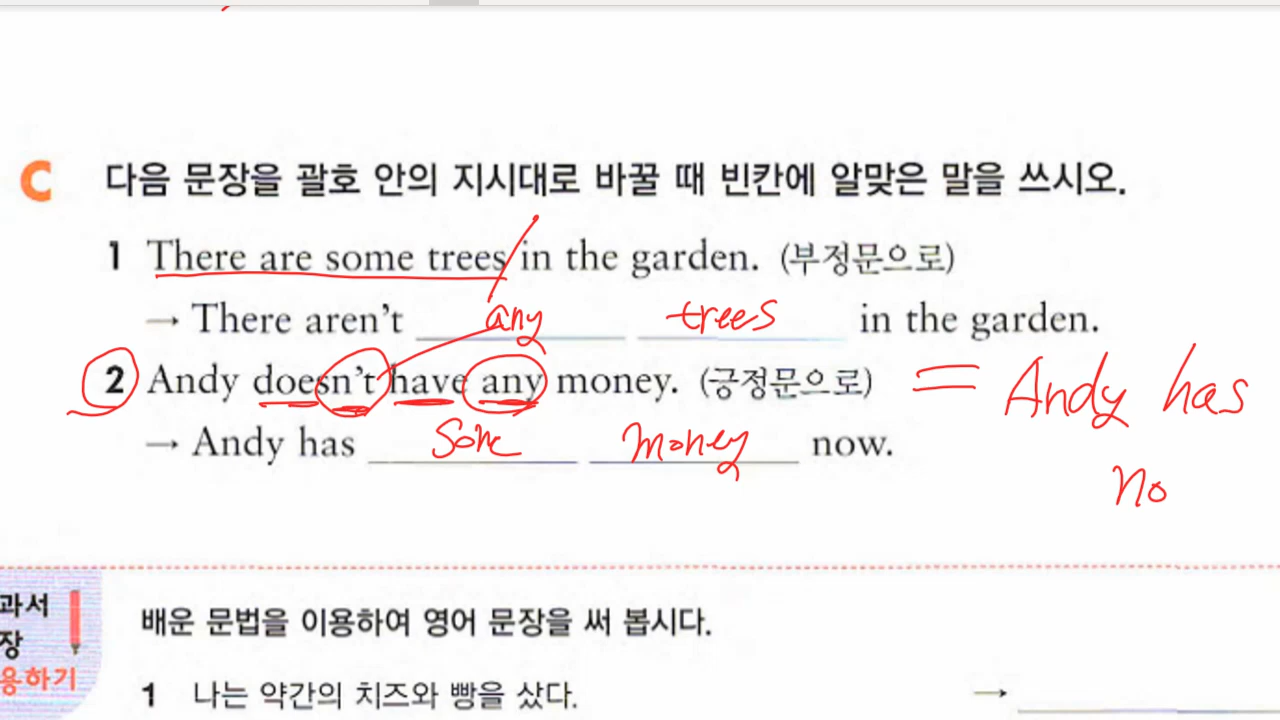 C 다음 문장을 괄호 안의 지시대로 바꿀 때 빈칸에 알맞은 말을 쓰시오.
1 There are some trees in the garden. (부정문으로)
→ There aren't any trees in the garden.
2 Andy doesn't have any money. (긍정문으로) = Andy has
→ Andy has some money now.
no
과서
장
용하기
배운 문법을 이용하여 영어 문장을 써 봅시다.
1 나는 약간의 치즈와 빵을 샀다. →